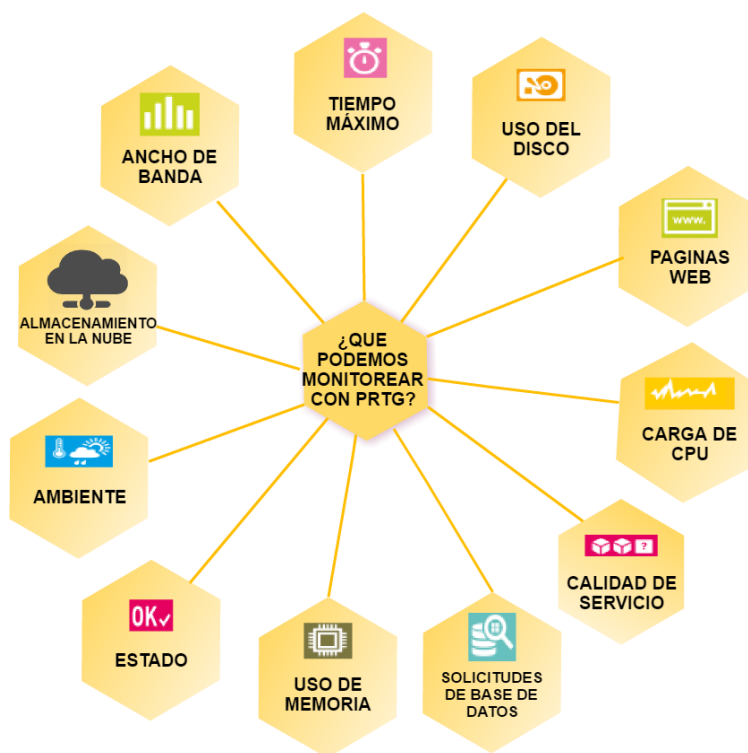 TIEMPO
MÁXIMO
USO DEL
DISCO
ANCHO DE
BANDA
www.
PAGINAS
WEB
ALMACENAMIENTO
EN LA NUBE
¿QUE
PODEMOS
MONITOREAR
CON PRTG?
CARGA DE
CPU
AMBIENTE
?
CALIDAD DE
SERVICIO
OK
ESTADO
USO DE
MEMORIA
SOLICITUDES
DE BASE DE
DATOS